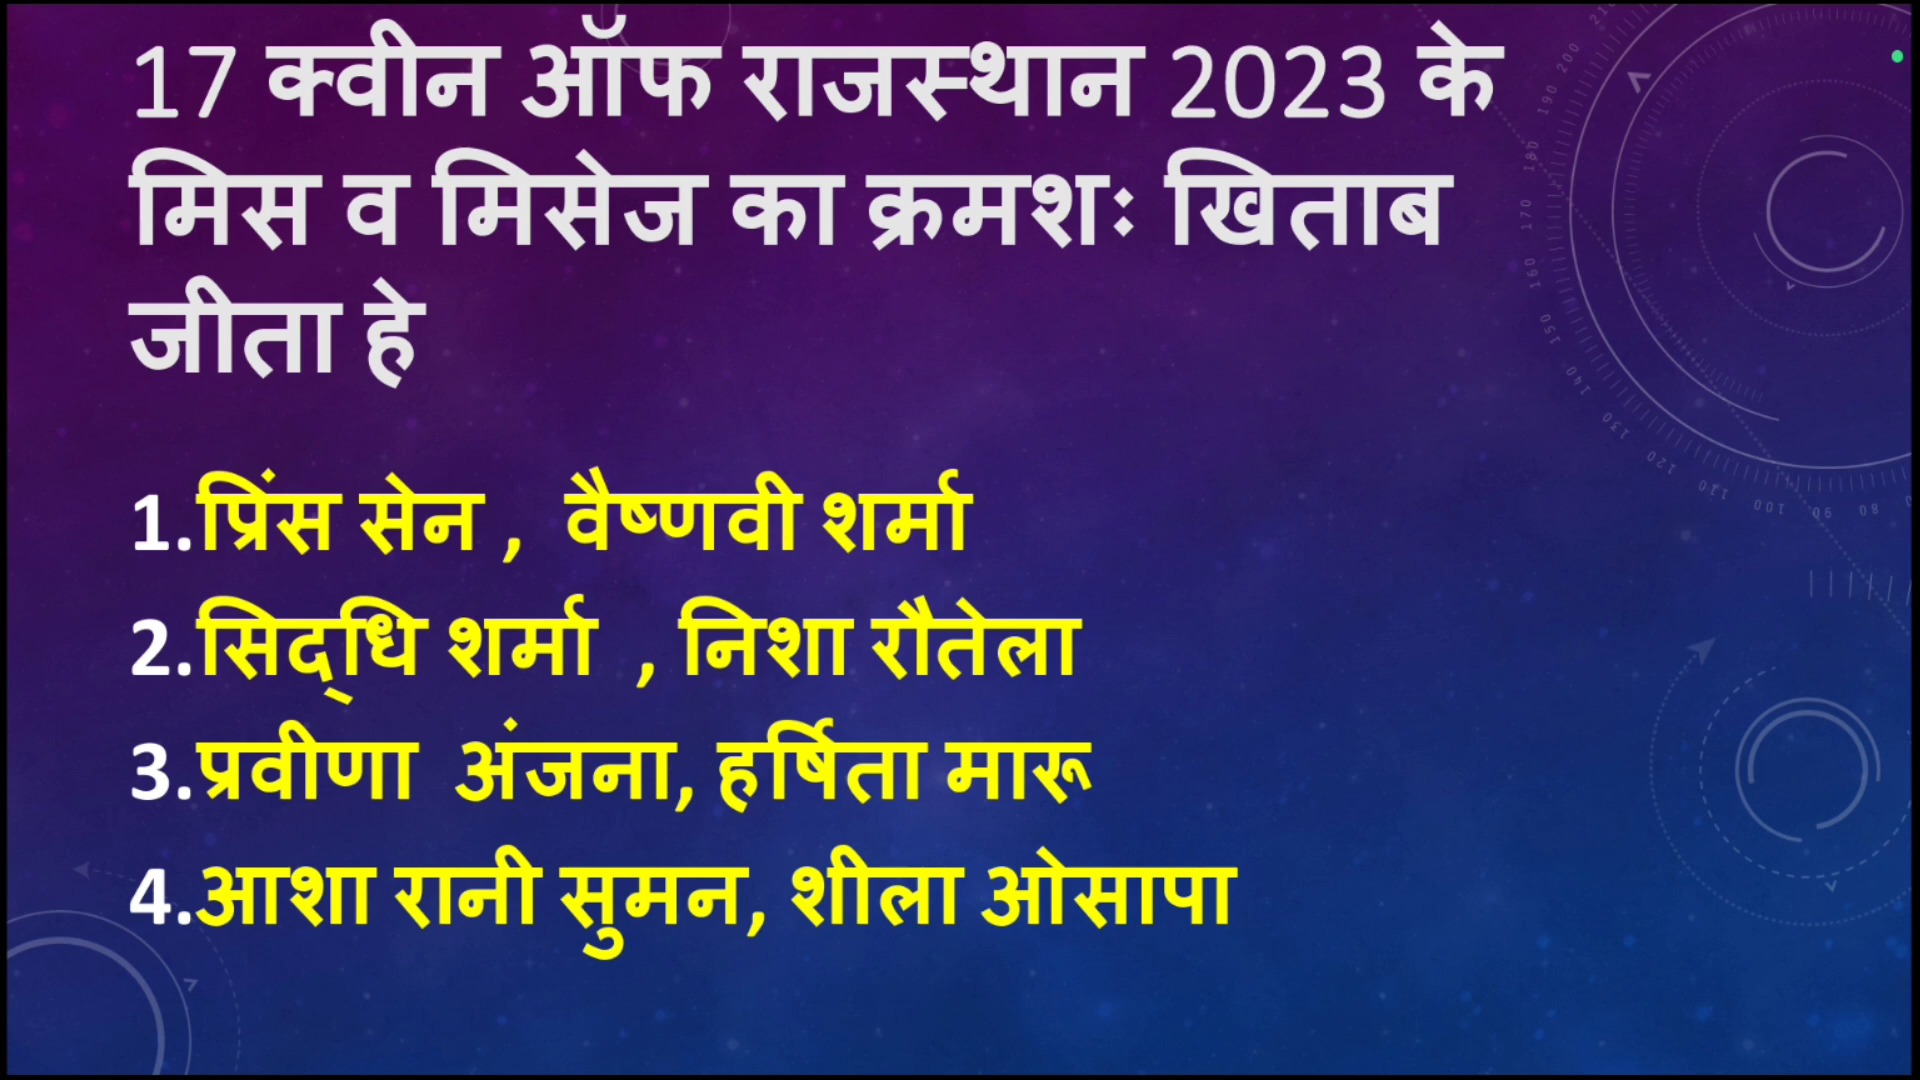 17 क्वीन ऑफ राजस्थान 2023 के
मिस व मिसेज का क्रमशः खिताब
जीता हे
1.प्रिंस सेन , वैष्णवी शर्मा
2.सिद्धि शर्मा , निशा रौतेला
3.प्रवीणा अंजना, हर्षिता मारू
4.आशा रानी सुमन, शीला ओसापा